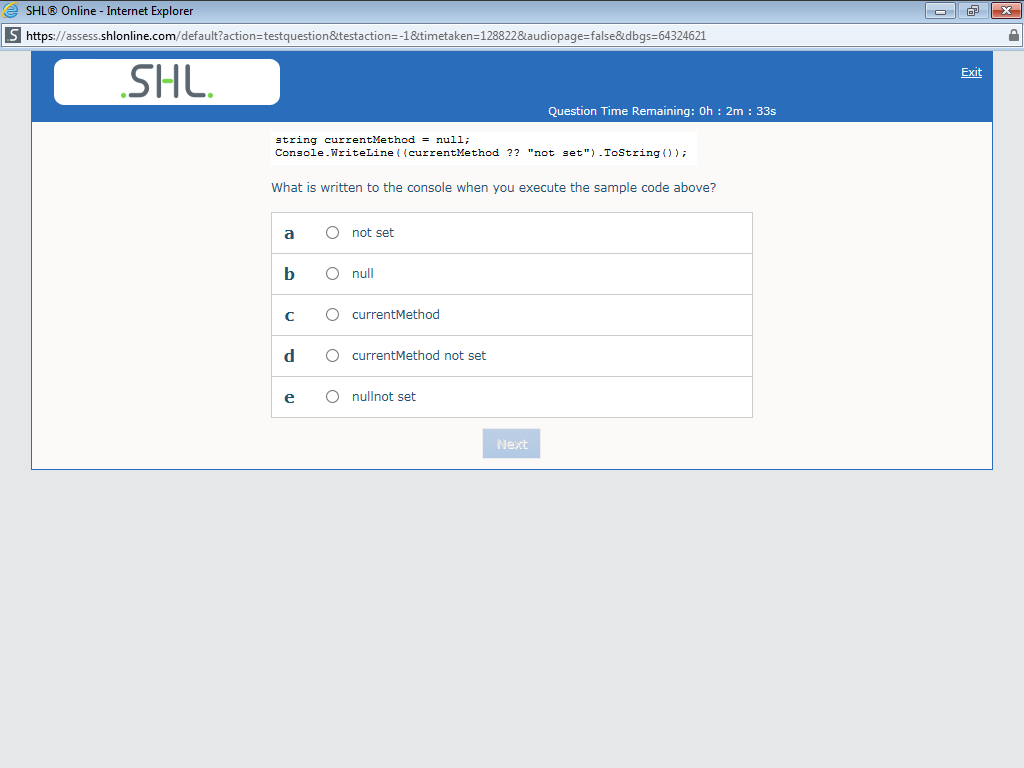 SHL® Online - Internet Explorer
https://assess.shlonline.com/default?action=testquestion&testaction=-1&timetaken=128822&audiopage=false&dbgs=64324621
.SHL.
Exit
Question Time Remaining: 0h : 2m : 33s
string currentMethod = null;
Console.WriteLine((currentMethod ?? "not set").ToString());
What is written to the console when you execute the sample code above?
a not set
b null
c currentMethod
d currentMethod not set
e nullnot set
Next